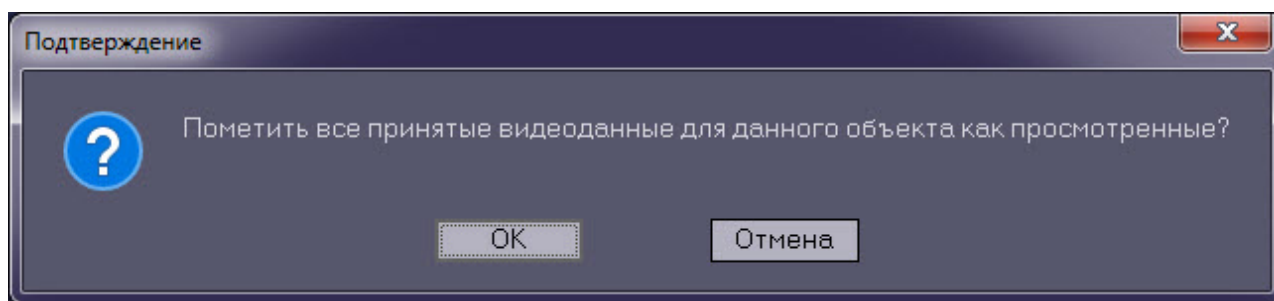 Подтверждение
Пометить все принятые видеоданные для данного объекта как просмотренные?
OK
Отмена